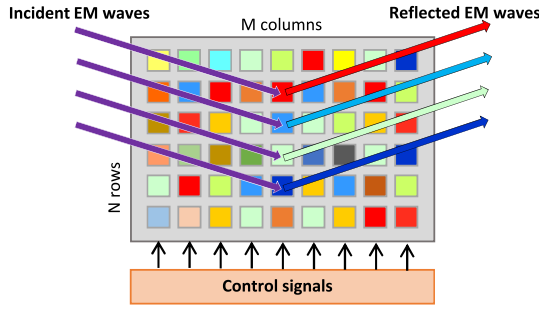 Incident EM waves
M columns
Reflected EM waves
N rows
Control signals